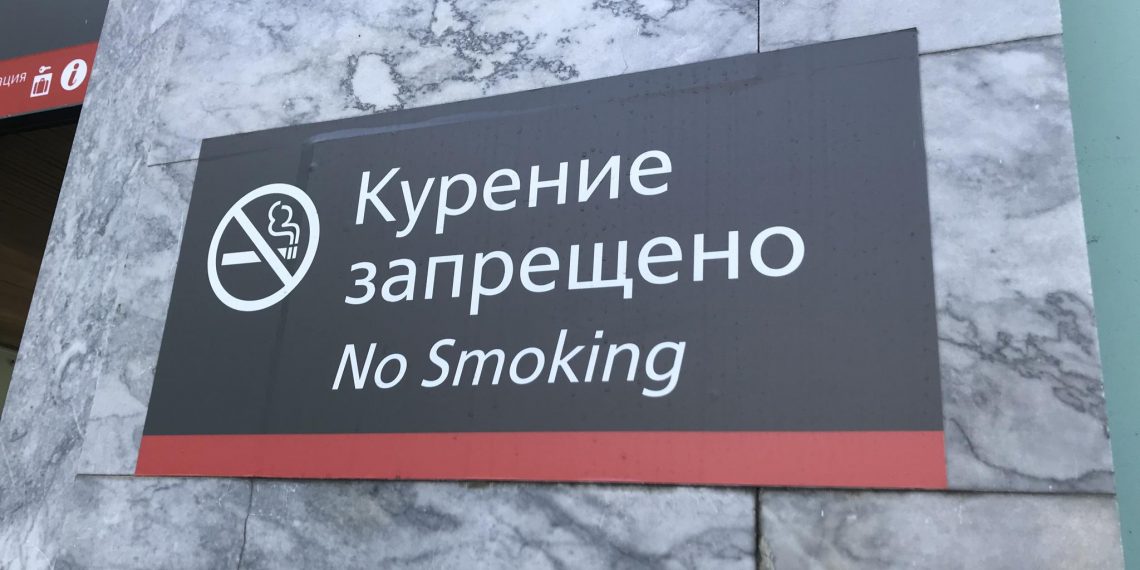 Курение
запрещено
No Smoking